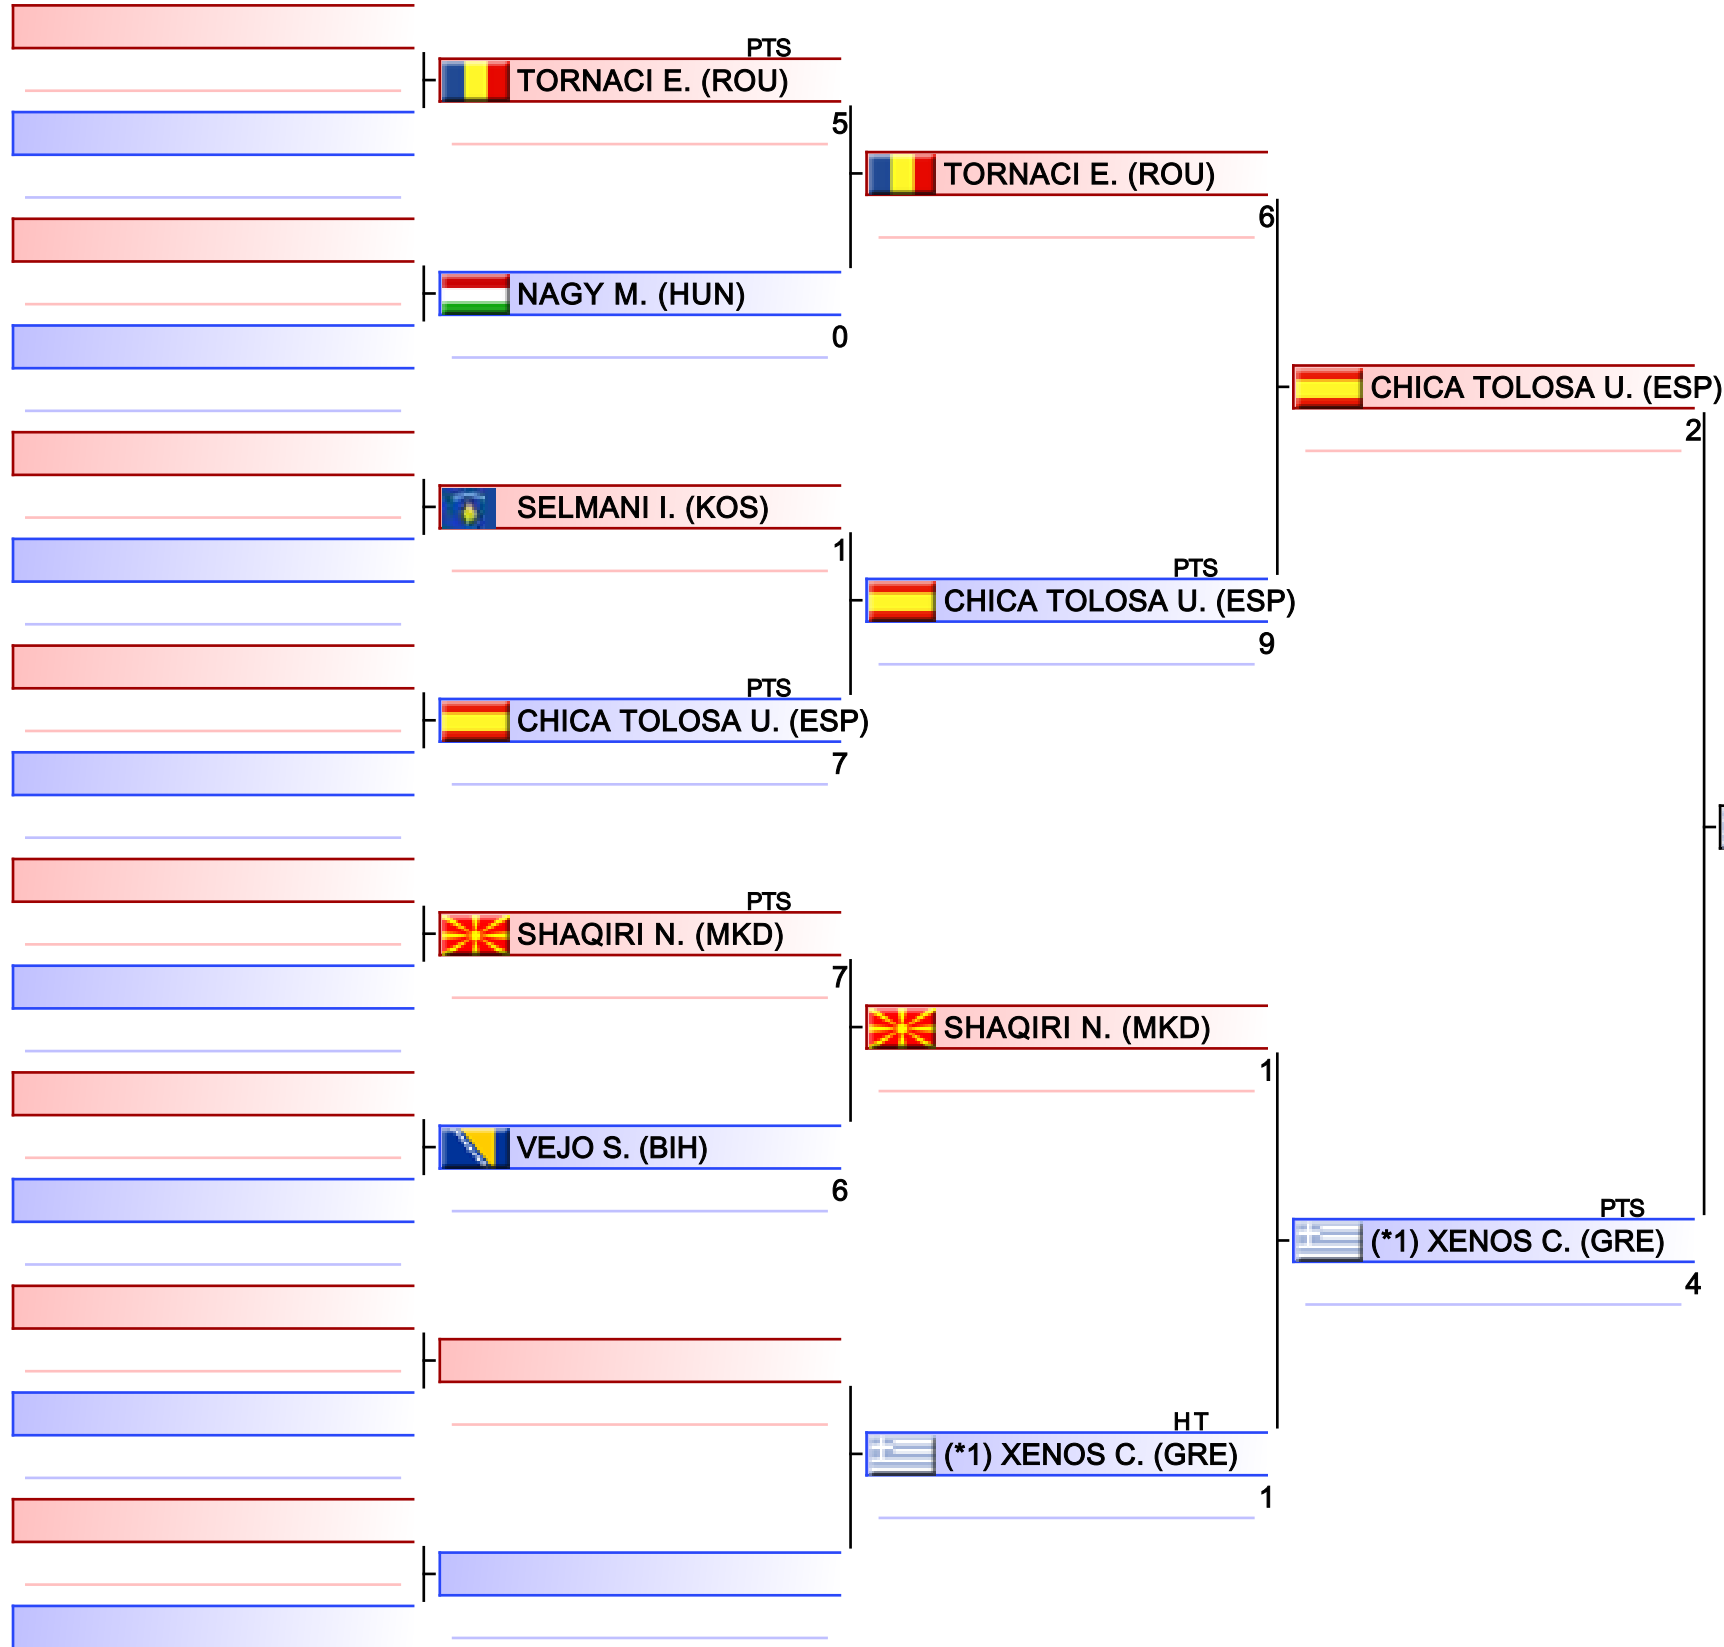 PTS
TORNACI E. (ROU)
5
TORNACI E. (ROU)
6
NAGY M. (HUN)
0
CHICA TOLOSA U. (ESP)
2
SELMANI I. (KOS)
1
PTS
CHICA TOLOSA U. (ESP)
9
PTS
CHICA TOLOSA U. (ESP)
7
PTS
SHAQIRI N. (MKD)
7
SHAQIRI N. (MKD)
1
VEJO S. (BIH)
6
PTS
(*1) XENOS C. (GRE)
4
HT
(*1) XENOS C. (GRE)
1